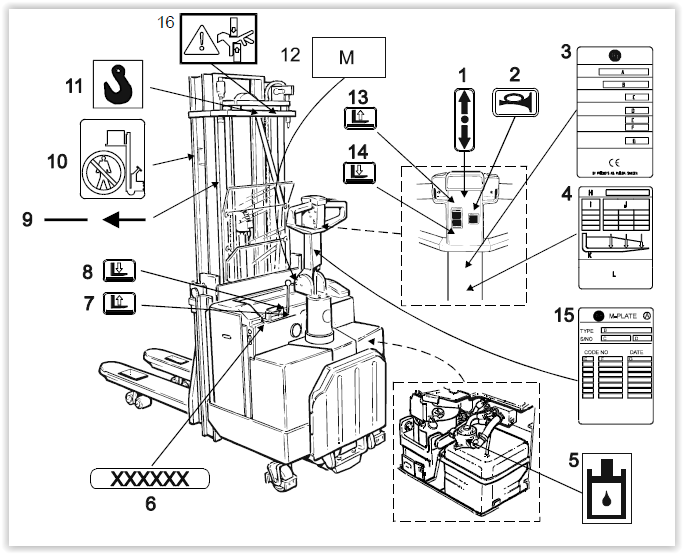 16
12
M
11
10
9
8
7
XXXXXX
6
13
14
1
2
3
A
B
C
D
E
F
G
CE
4
H
I
J
K
L
15
M-PLATE
TYPE
S/NO
CODE NO
DATE
5